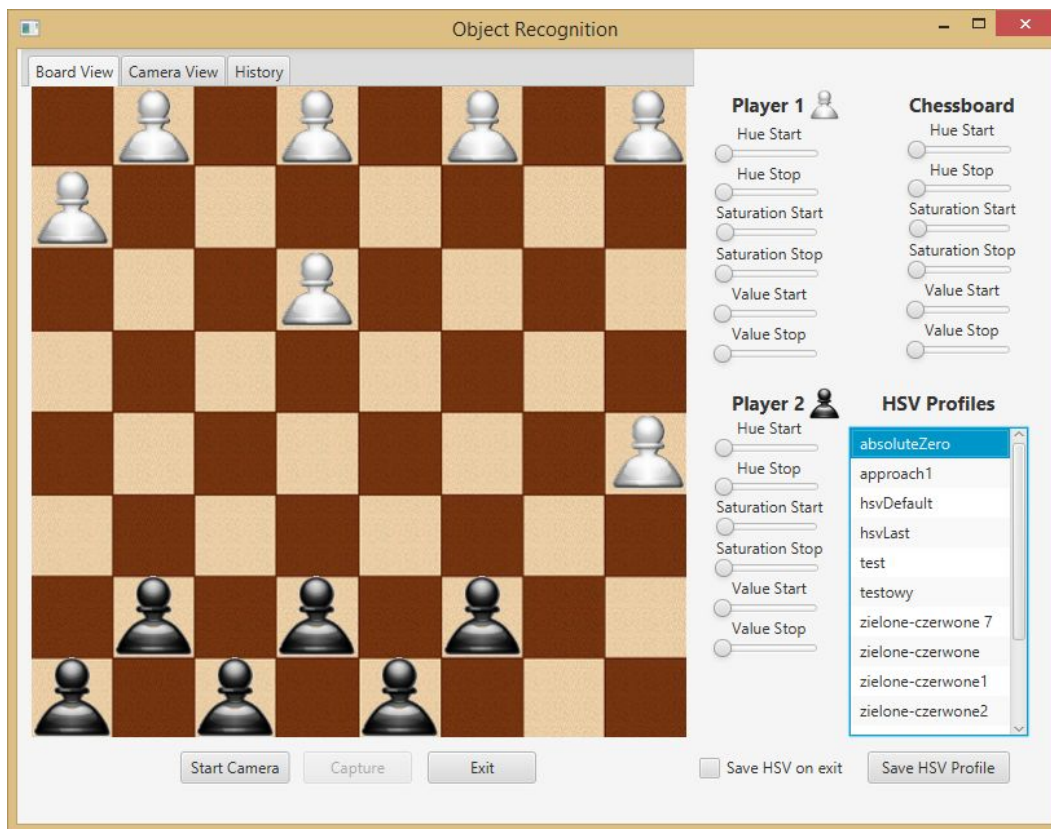 Object Recognition
Board View Camera View History
Player 1
Hue Start
Hue Stop
Saturation Start
Saturation Stop
Value Start
Value Stop
Chessboard
Hue Start
Hue Stop
Saturation Start
Saturation Stop
Value Start
Value Stop
Player 2
Hue Start
Hue Stop
Saturation Start
Saturation Stop
Value Start
Value Stop
HSV Profiles
absoluteZero
approach1
hsvDefault
hsvLast
test
testowy
zielone-czerwone 7
zielone-czerwone
zielone-czerwone1
zielone-czerwone2
Start Camera Capture Exit
Save HSV on exit Save HSV Profile